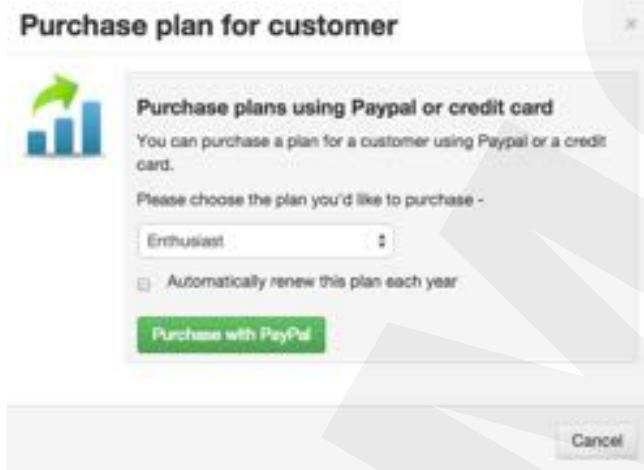 Purchase plan for customer
×
Purchase plans using Paypal or credit card
You can purchase a plan for a customer using Paypal or a credit
card.
Please choose the plan you'd like to purchase -
Enthusiast
Automatically renew this plan each year
Purchase with PayPal
Cancel